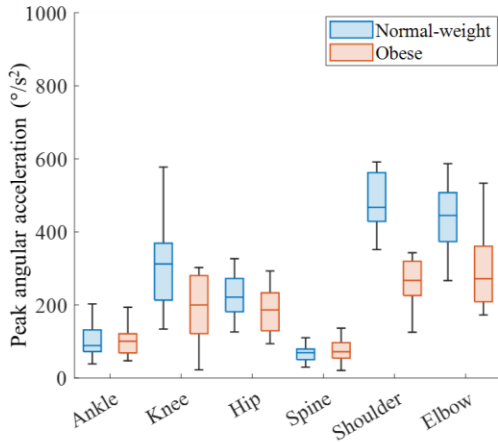 Peak angular acceleration (°/s²)
1000
800
600
400
200
0
Normal-weight
Obese
Ankle
Knee
Hip
Spine
Shoulder
Elbow